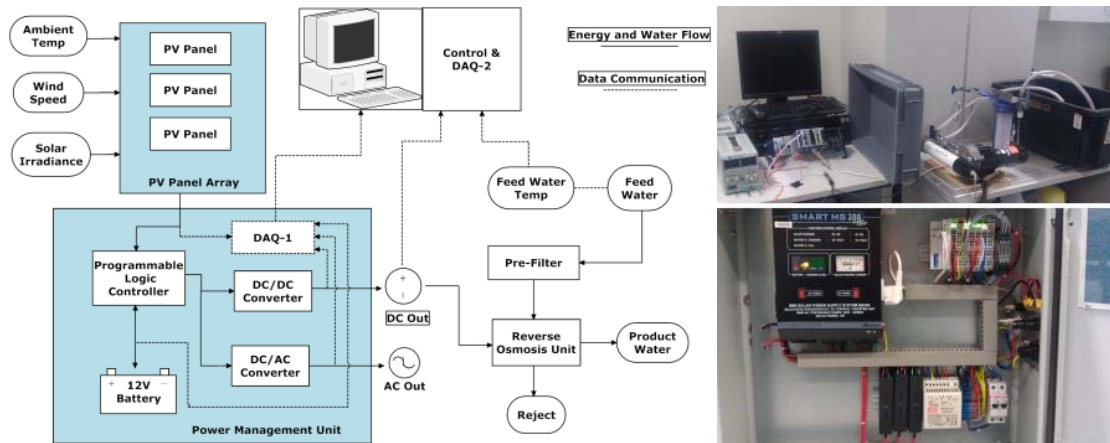 Ambient
Temp
Wind
Speed
Solar
Irradiance
PV Panel
PV Panel
PV Panel
PV Panel Array
Control &
DAQ-2
Energy and Water Flow
Data Communication
Feed Water
Temp
Feed
Water
DAQ-1
Programmable
Logic
Controller
DC/DC
Converter
+
-
DC Out
DC/AC
Converter
AC Out
+ -
12V
Battery
Power Management Unit
Pre-Filter
Reverse
Osmosis Unit
Product
Water
Reject
SMART MS 300